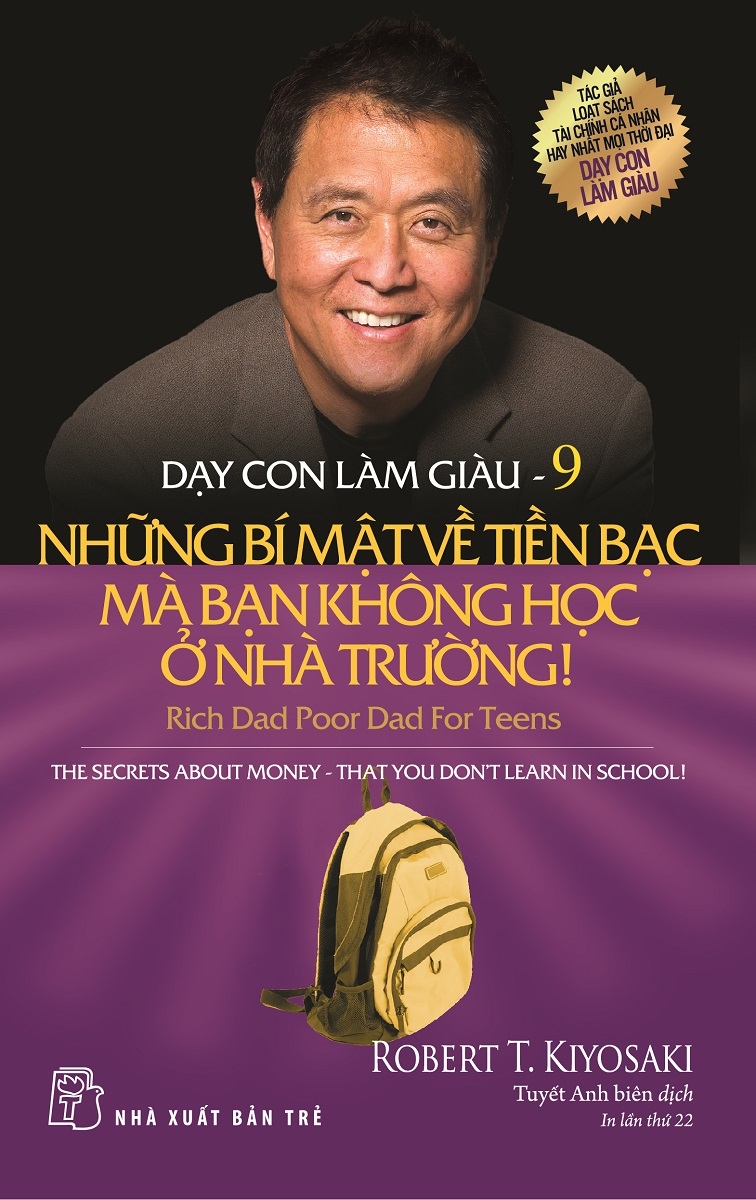 TÁC GIẢ
LOẠT SÁCH
TÀI CHÍNH CÁ NHÂN
HAY NHẤT MỌI THỜI ĐẠI
DẠY CON
LÀM GIÀU
DẠY CON LÀM GIÀU - 9
NHỮNG BÍ MẬT VỀ TIỀN BẠC
MÀ BẠN KHÔNG HỌC
Ở NHÀ TRƯỜNG!
Rich Dad Poor Dad For Teens
THE SECRETS ABOUT MONEY - THAT YOU DON'T LEARN IN SCHOOL!
ROBERT T. KIYOSAKI
Tuyết Anh biên dịch
In lần thứ 22
T
NHÀ XUẤT BẢN TRẺ